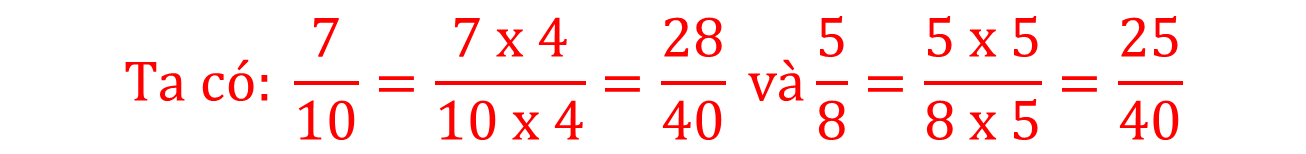 Ta có: 7/10 = 7 x 4/10 x 4 = 28/40 và 5/8 = 5 x 5/8 x 5 = 25/40